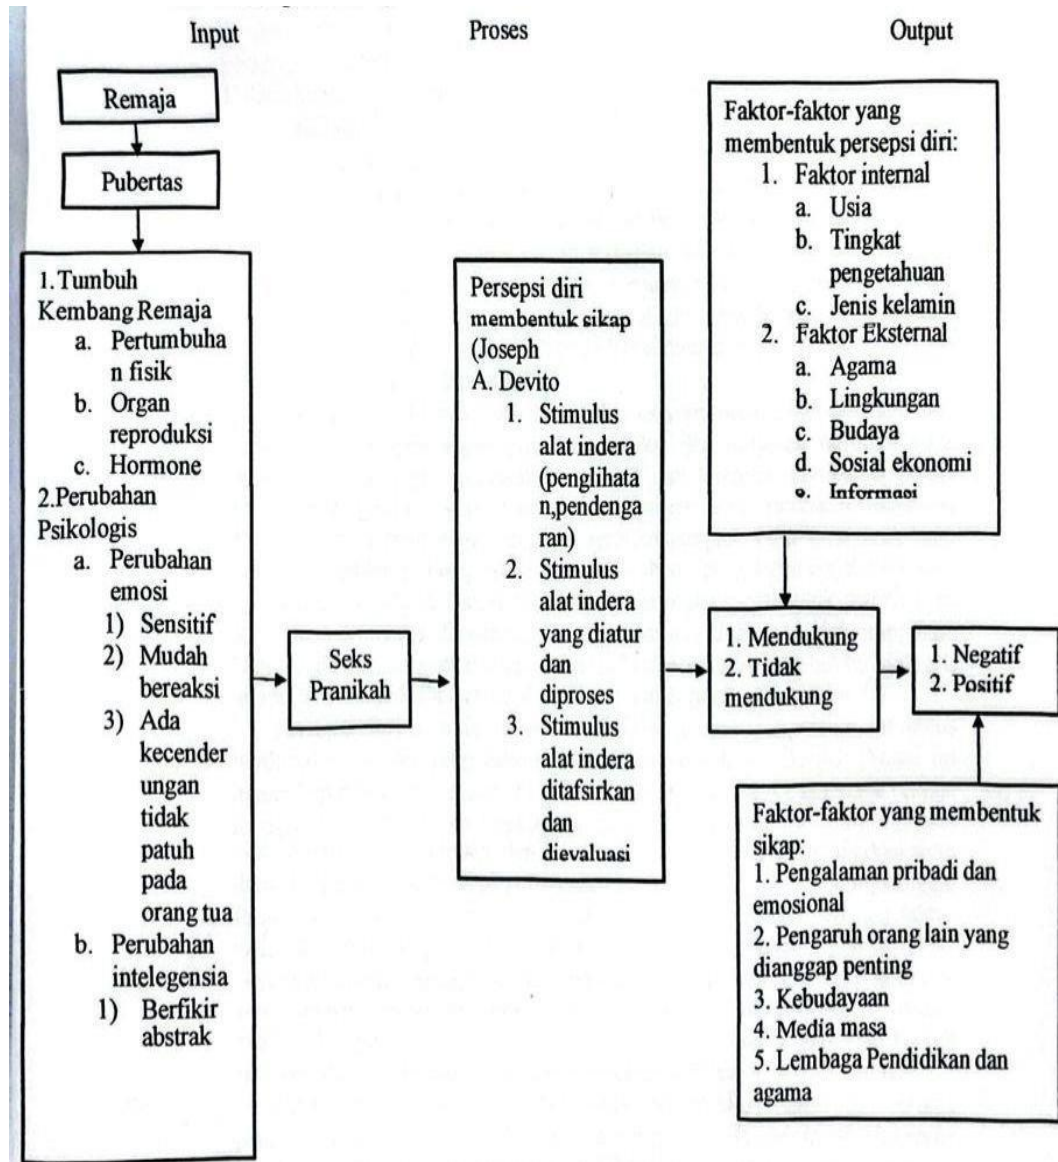 Input
Proses
Output
Remaja
Pubertas
1.Tumbuh
Kembang Remaja
a. Pertumbuha
n fisik
b. Organ
reproduksi
c. Hormone
2.Perubahan
Psikologis
a. Perubahan
emosi
1) Sensitif
2) Mudah
bereaksi
3) Ada
kecender
ungan
tidak
patuh
pada
orang tua
b. Perubahan
intelegensia
1) Berfikir
abstrak
Seks
Pranikah
Persepsi diri
membentuk sikap
(Joseph
A. Devito
1. Stimulus
alat indera
(penglihata
n,pendenga
ran)
2. Stimulus
alat indera
yang diatur
dan
diproses
3. Stimulus
alat indera
ditafsirkan
dan
dievaluasi
Faktor-faktor yang
membentuk persepsi diri:
1. Faktor internal
a. Usia
b. Tingkat
pengetahuan
c. Jenis kelamin
2. Faktor Eksternal
a. Agama
b. Lingkungan
c. Budaya
d. Sosial ekonomi
e. Informasi
1. Mendukung
2. Tidak
mendukung
1. Negatif
2. Positif
Faktor-faktor yang membentuk
sikap:
1. Pengalaman pribadi dan
emosional
2. Pengaruh orang lain yang
dianggap penting
3. Kebudayaan
4. Media masa
5. Lembaga Pendidikan dan
agama